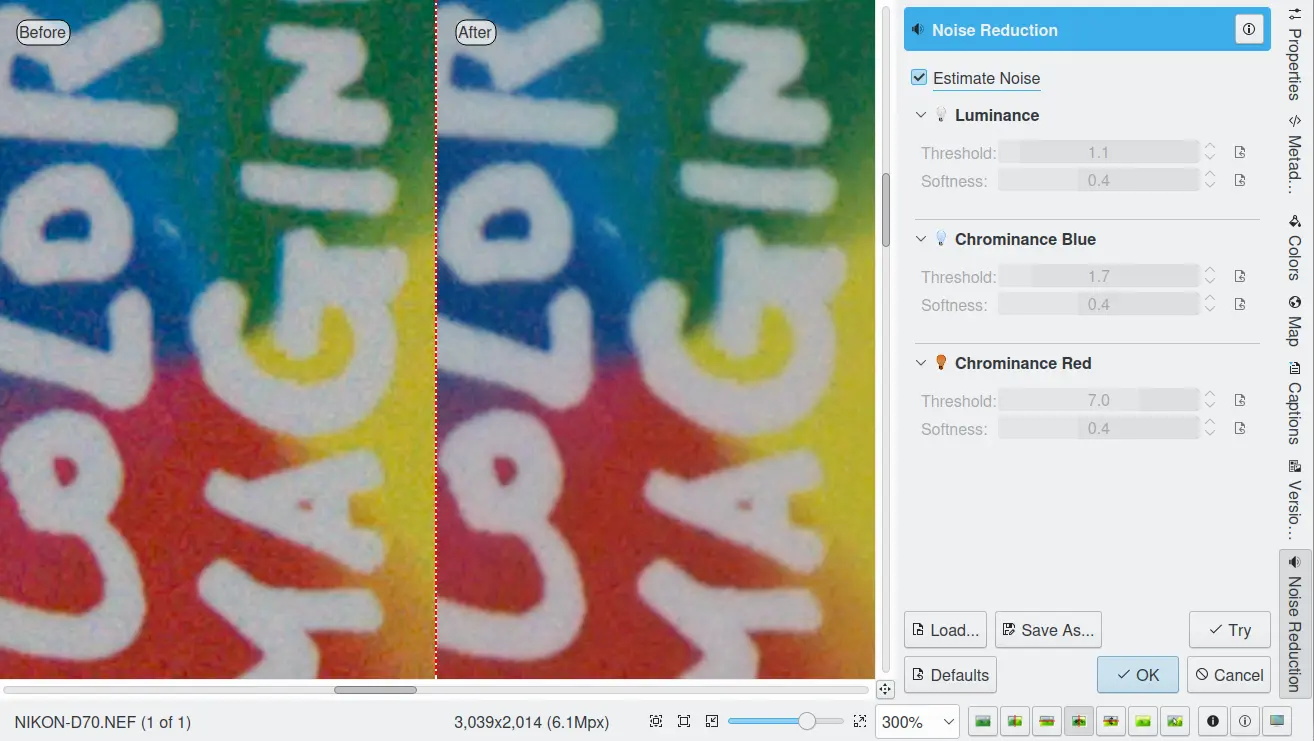 Before
After
Noise Reduction
Estimate Noise
Luminance
Threshold: 1.1
Softness: 0.4
Chrominance Blue
Threshold: 1.7
Softness: 0.4
Chrominance Red
Threshold: 7.0
Softness: 0.4
Load...
Save As...
Try
Defaults
OK
Cancel
Properties
Metad...
Colors
Map
Captions
Versio...
Noise Reduction
NIKON-D70.NEF (1 of 1)
3,039x2,014 (6.1Mpx)
300%